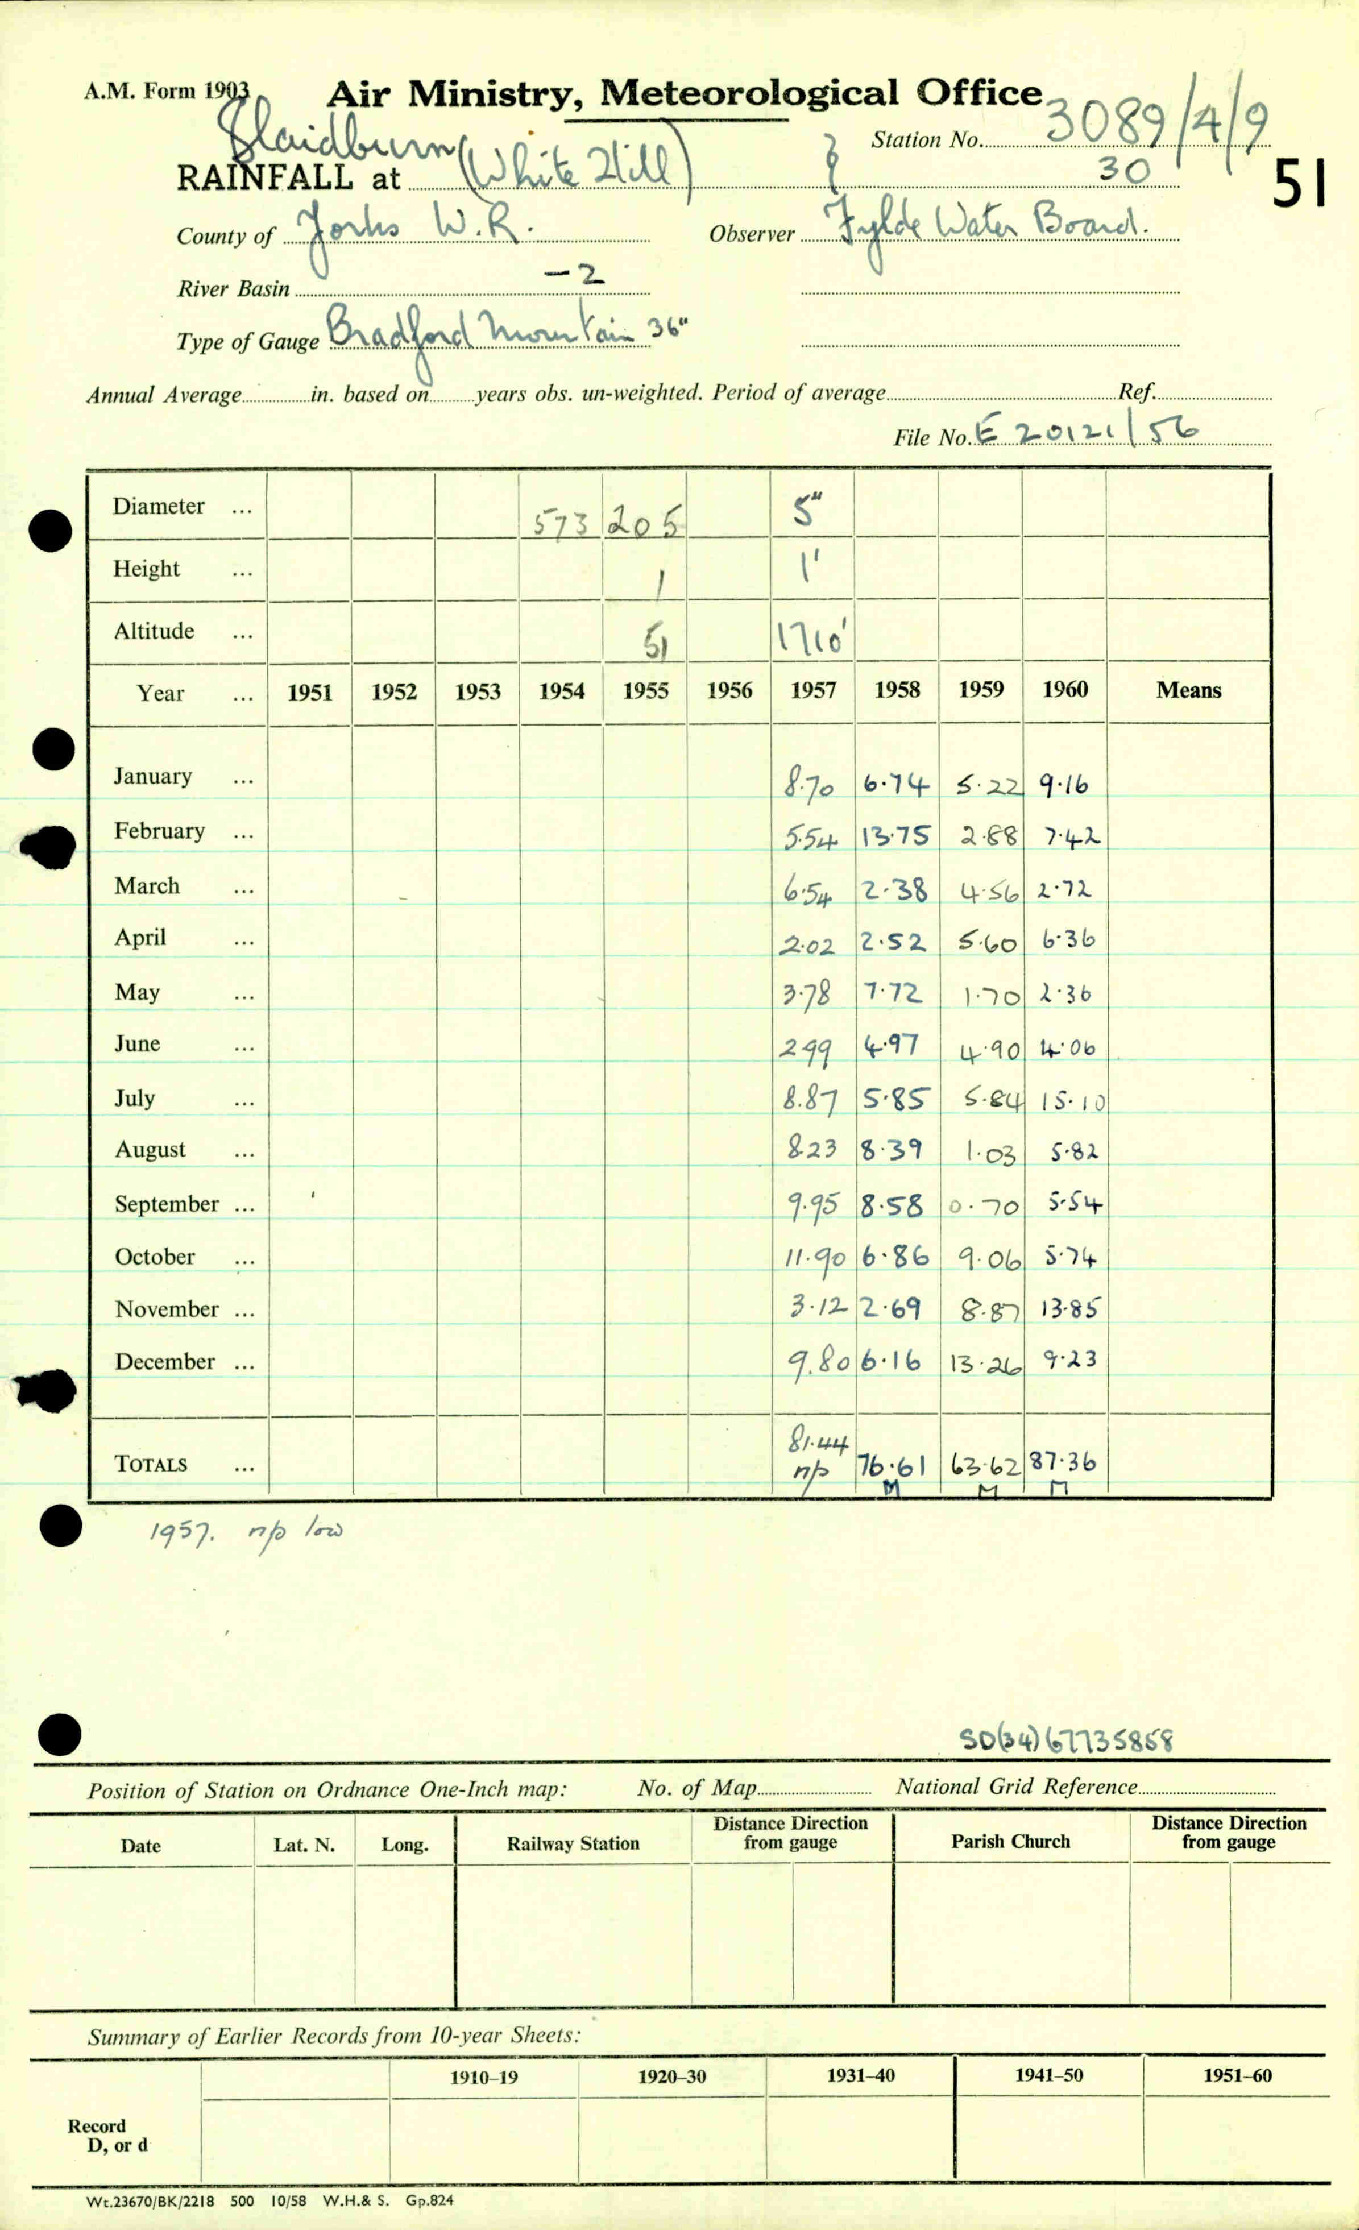 A.M. Form 1903
Air Ministry, Meteorological Office
Slaidburn
Station No. 3089/4/9
RAINFALL at (White Hill) } 30
51
County of Yorks W.R. Observer Fylde Water Board.
River Basin -2
Type of Gauge Bradford Mountain 36"
Annual Average in. based on years obs. un-weighted. Period of average Ref.
File No. E 20121/56
Diameter ... 573 205 5"
Height ... 1 1'
Altitude ... 51 1710'
Year ... 1951 1952 1953 1954 1955 1956 1957 1958 1959 1960 Means
January ... 8.70 6.74 5.22 9.16
February ... 5.54 13.75 2.88 7.42
March ... 6.54 2.38 4.56 2.72
April ... 2.02 2.52 5.60 6.36
May ... 3.78 7.72 1.70 2.36
June ... 2.99 4.97 4.90 4.06
July ... 8.87 5.85 5.84 15.10
August ... 8.23 8.39 1.03 5.82
September ... 9.95 8.58 0.70 5.54
October ... 11.90 6.86 9.06 5.74
November ... 3.12 2.69 8.87 13.85
December ... 9.80 6.16 13.26 9.23
TOTALS ... 81.44 n/p 76.61 M 63.62 M 87.36 M
1957. n/p low
SD(34)67735858
Position of Station on Ordnance One-Inch map: No. of Map National Grid Reference
Date Lat. N. Long. Railway Station Distance Direction from gauge Parish Church Distance Direction from gauge
Summary of Earlier Records from 10-year Sheets:
1910–19 1920–30 1931–40 1941–50 1951–60
Record
D, or d
Wt.23670/BK/2218 500 10/58 W.H.& S. Gp.824